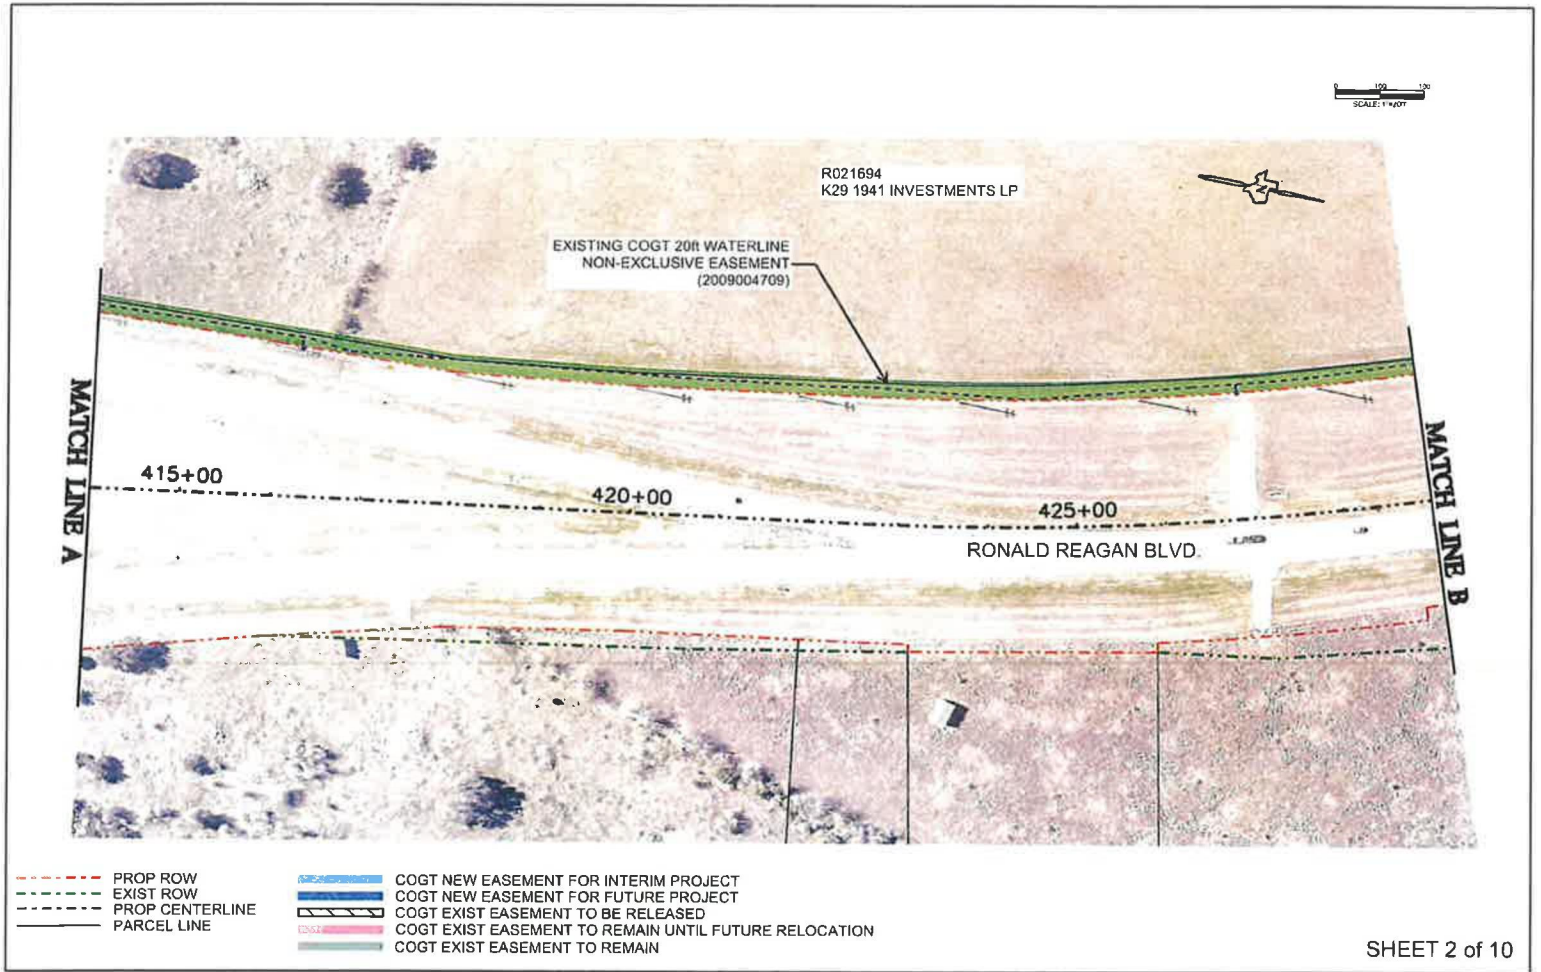 0 100
R021694
K29 1941 INVESTMENTS LP
N
EXISTING COGT 20ft WATERLINE
NON-EXCLUSIVE EASEMENT
(2009004709)
MATCH LINE A
MATCH LINE B
415+00
420+00
425+00
RONALD REAGAN BLVD.
PROP ROW
EXIST ROW
PROP CENTERLINE
PARCEL LINE
COGT NEW EASEMENT FOR INTERIM PROJECT
COGT NEW EASEMENT FOR FUTURE PROJECT
COGT EXIST EASEMENT TO BE RELEASED
COGT EXIST EASEMENT TO REMAIN UNTIL FUTURE RELOCATION
COGT EXIST EASEMENT TO REMAIN
SHEET 2 of 10